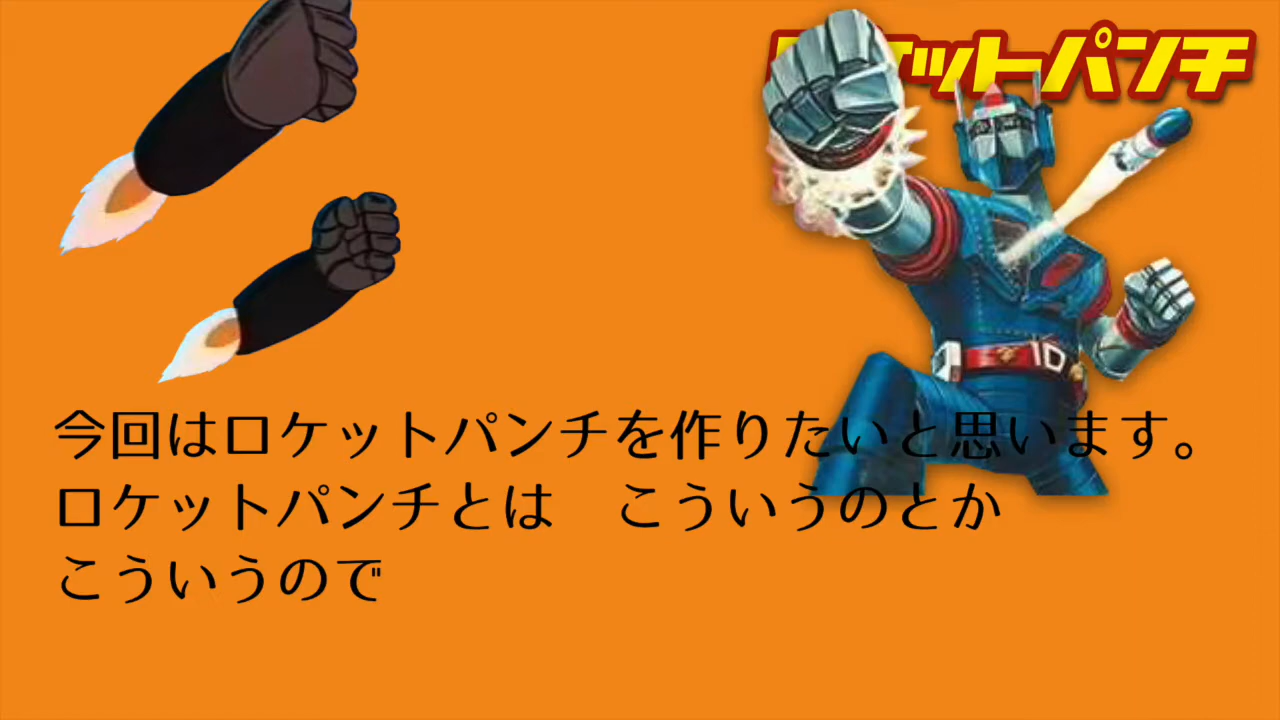 ロケットパンチ
今回はロケットパンチを作りたいと思います。
ロケットパンチとは　こういうのとか
こういうので